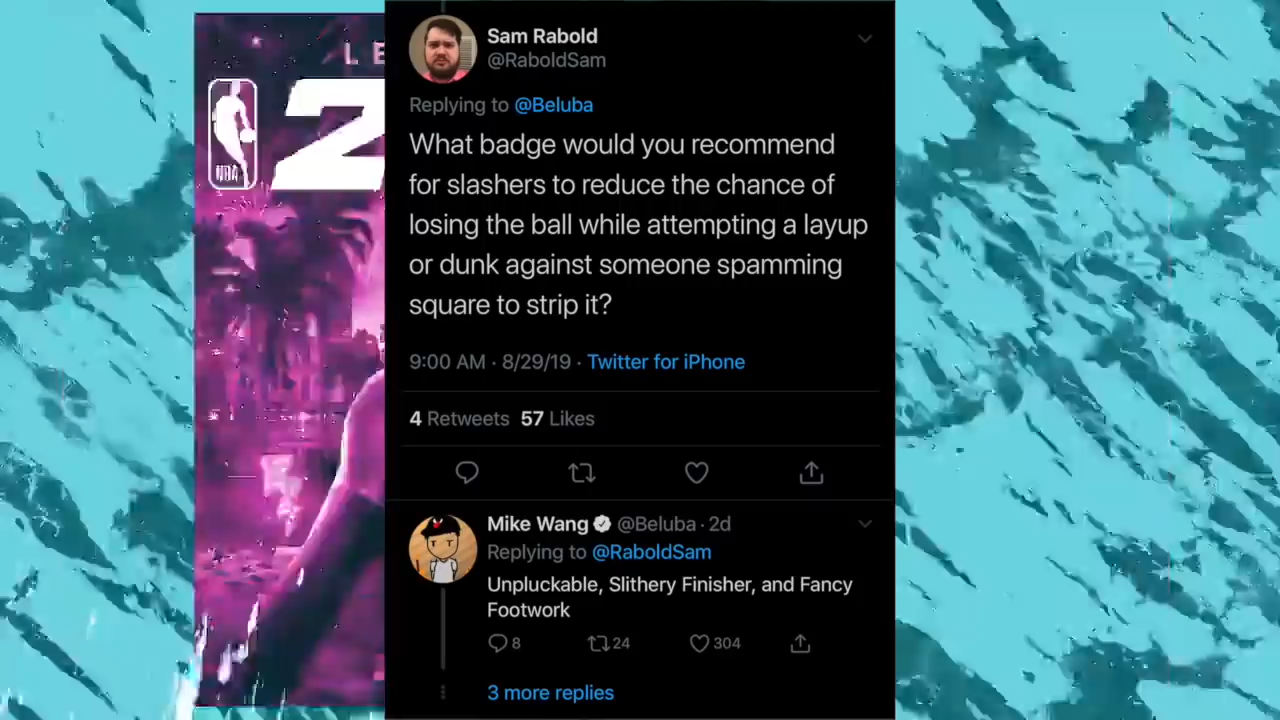 LE
NBA
2
Sam Rabold
@RaboldSam
Replying to @Beluba
What badge would you recommend
for slashers to reduce the chance of
losing the ball while attempting a layup
or dunk against someone spamming
square to strip it?
9:00 AM · 8/29/19 · Twitter for iPhone
4 Retweets 57 Likes
Mike Wang @Beluba · 2d
Replying to @RaboldSam
Unpluckable, Slithery Finisher, and Fancy
Footwork
8 24 304
3 more replies